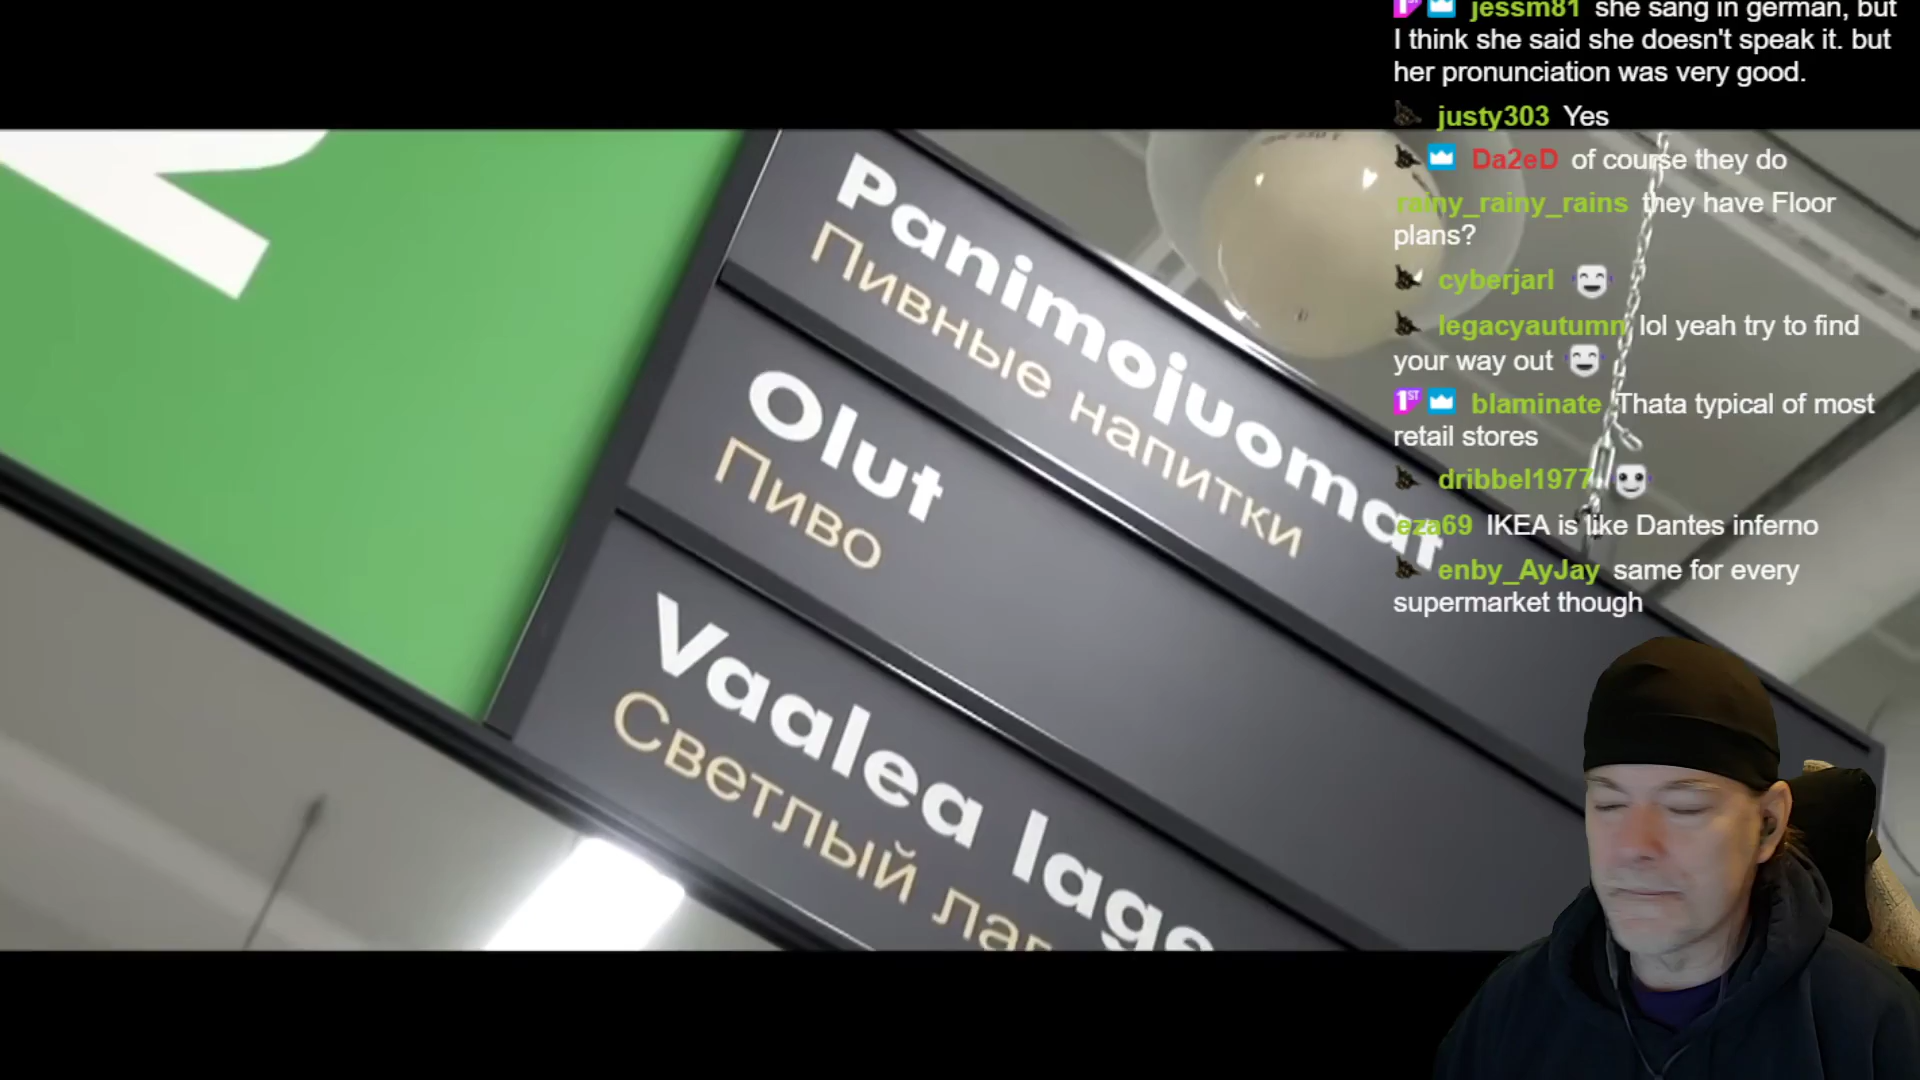 Panimojuomat
Пивные напитки
Olut
Пиво
Vaalea lage
Светлый лаг
jessm81 she sang in german, but
I think she said she doesn't speak it. but
her pronunciation was very good.
justy303 Yes
Da2eD of course they do
rainy_rainy_rains they have Floor
plans?
cyberjarl
legacyautumn lol yeah try to find
your way out
1ST blaminate Thata typical of most
retail stores
dribbel1977
eza69 IKEA is like Dantes inferno
enby_AyJay same for every
supermarket though